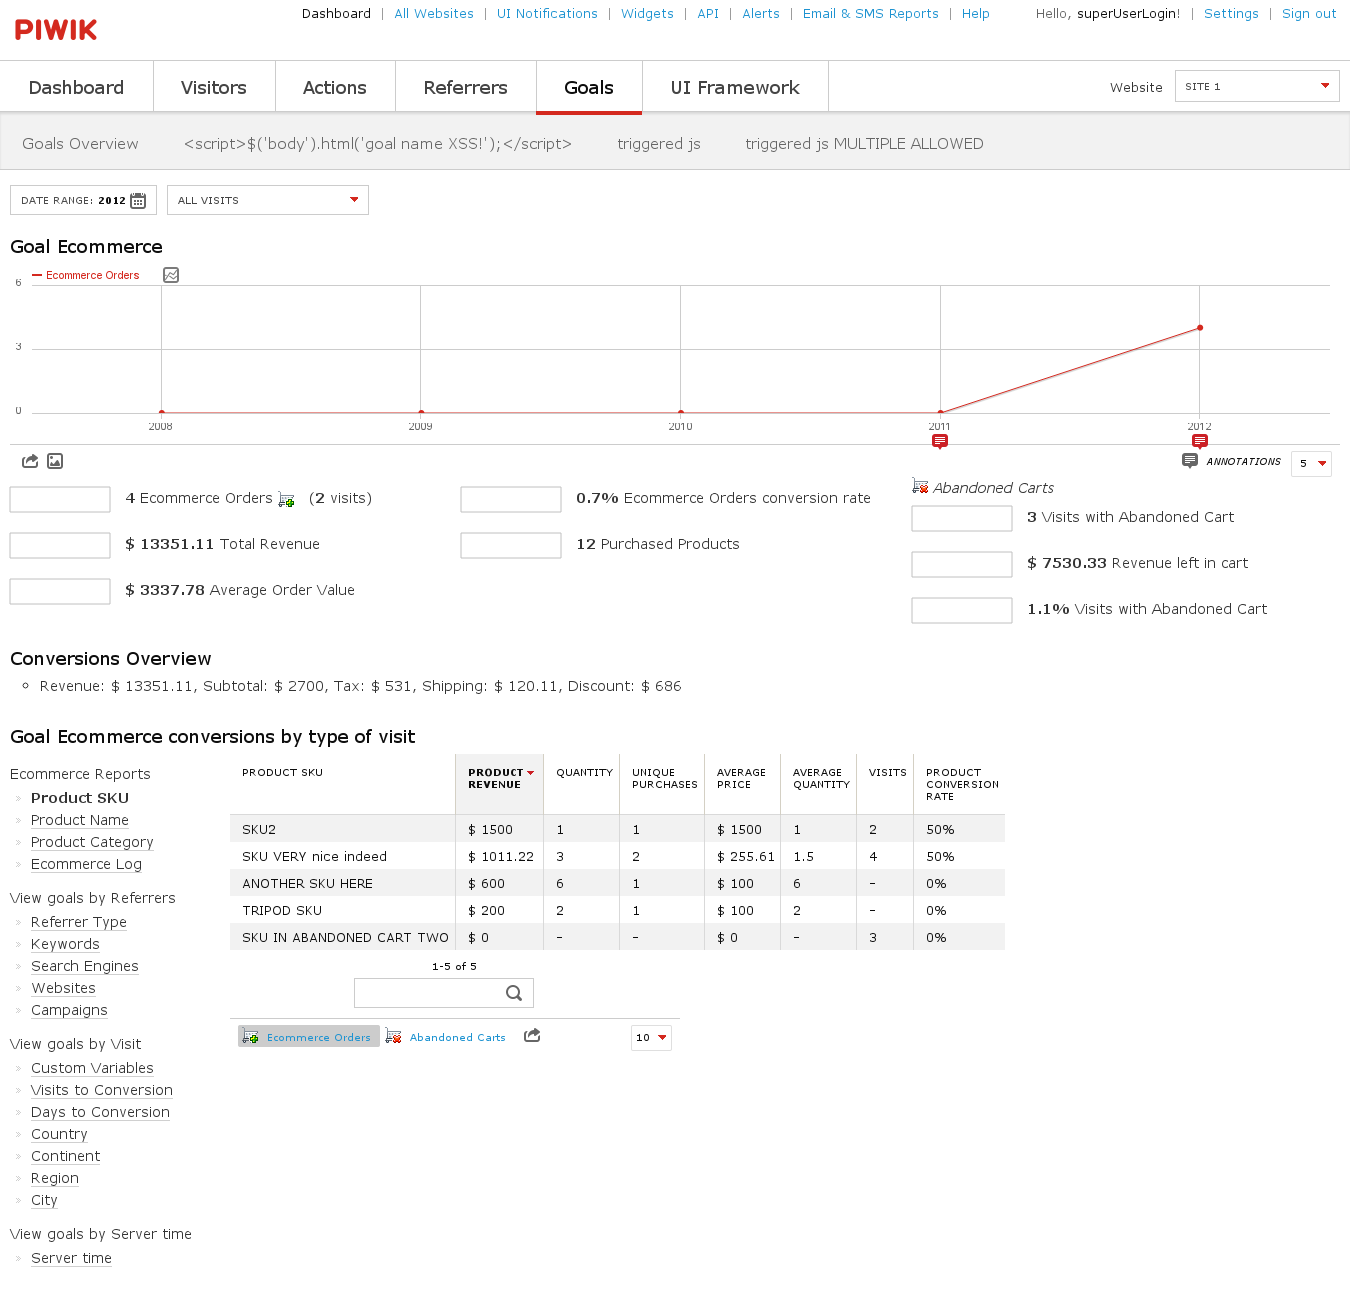 PIWIK
Dashboard | All Websites | UI Notifications | Widgets | API | Alerts | Email & SMS Reports | Help
Hello, superUserLogin! | Settings | Sign out
Dashboard Visitors Actions Referrers Goals UI Framework
Website SITE 1
Goals Overview <script>$('body').html('goal name XSS!');</script> triggered js triggered js MULTIPLE ALLOWED
DATE RANGE: 2012 ALL VISITS
Goal Ecommerce
Ecommerce Orders
6
3
0
2008 2009 2010 2011 2012
ANNOTATIONS 5
4 Ecommerce Orders (2 visits)
$ 13351.11 Total Revenue
$ 3337.78 Average Order Value
0.7% Ecommerce Orders conversion rate
12 Purchased Products
Abandoned Carts
3 Visits with Abandoned Cart
$ 7530.33 Revenue left in cart
1.1% Visits with Abandoned Cart
Conversions Overview
Revenue: $ 13351.11, Subtotal: $ 2700, Tax: $ 531, Shipping: $ 120.11, Discount: $ 686
Goal Ecommerce conversions by type of visit
Ecommerce Reports
» Product SKU
» Product Name
» Product Category
» Ecommerce Log
View goals by Referrers
» Referrer Type
» Keywords
» Search Engines
» Websites
» Campaigns
View goals by Visit
» Custom Variables
» Visits to Conversion
» Days to Conversion
» Country
» Continent
» Region
» City
View goals by Server time
» Server time
PRODUCT SKU PRODUCT REVENUE QUANTITY UNIQUE PURCHASES AVERAGE PRICE AVERAGE QUANTITY VISITS PRODUCT CONVERSION RATE
SKU2 $ 1500 1 1 $ 1500 1 2 50%
SKU VERY nice indeed $ 1011.22 3 2 $ 255.61 1.5 4 50%
ANOTHER SKU HERE $ 600 6 1 $ 100 6 - 0%
TRIPOD SKU $ 200 2 1 $ 100 2 - 0%
SKU IN ABANDONED CART TWO $ 0 - - $ 0 - 3 0%
1-5 of 5
Ecommerce Orders Abandoned Carts 10